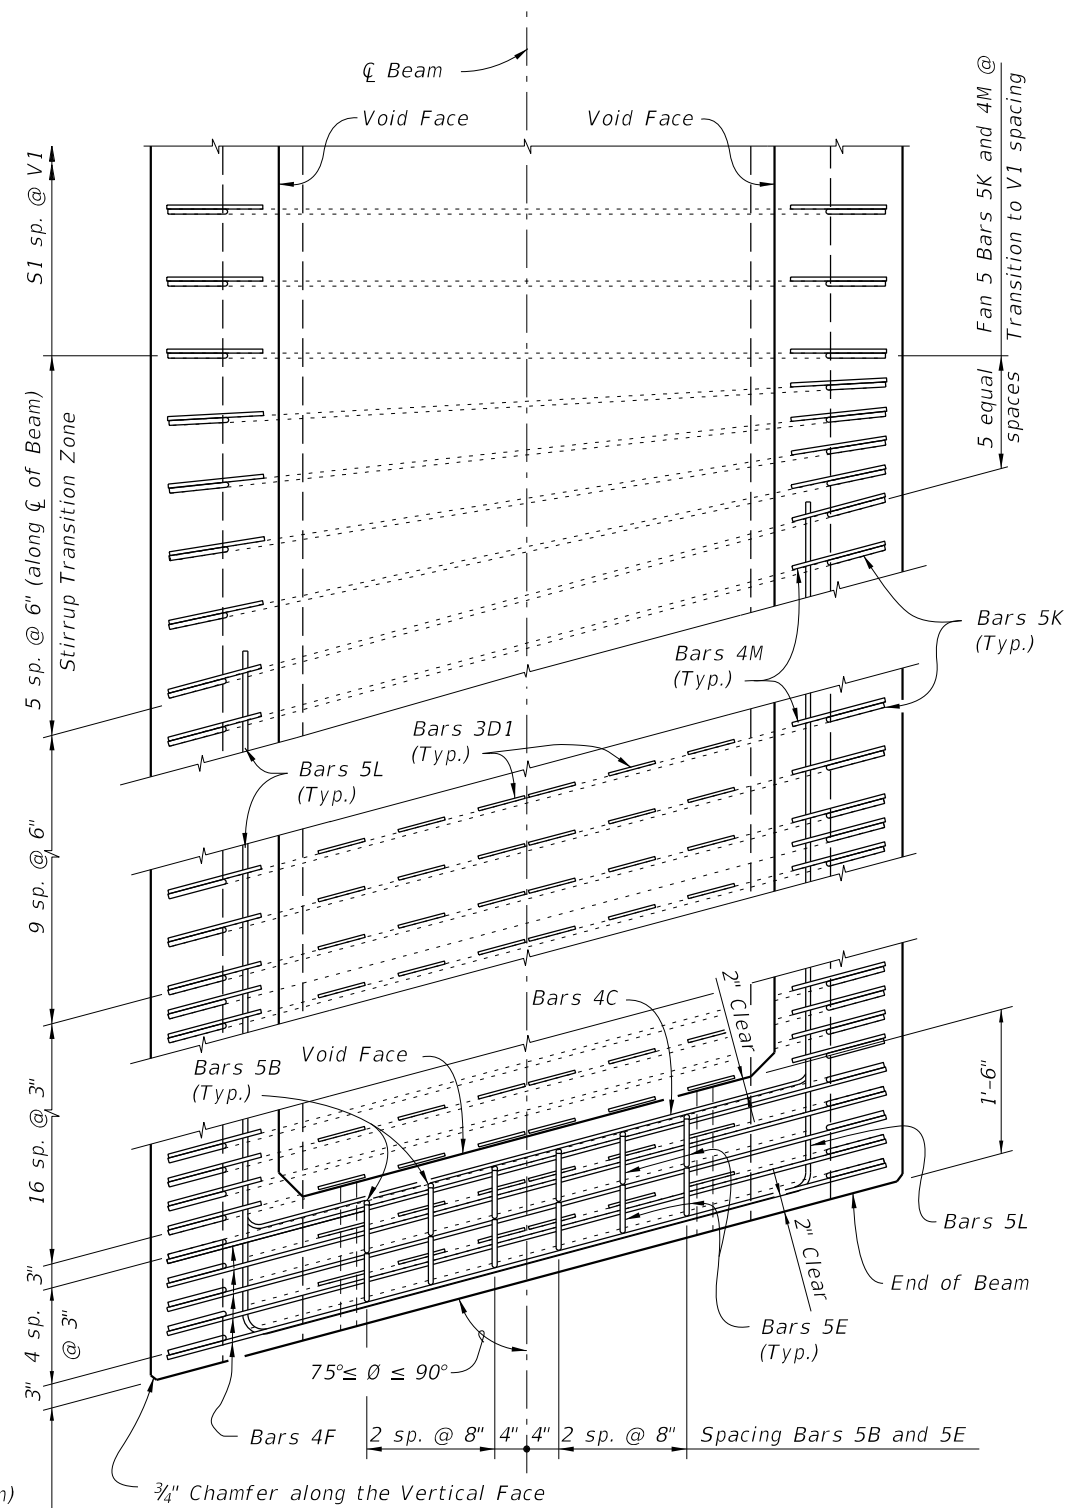 ℄ Beam
Void Face
Void Face
S1 sp. @ V1
Fan 5 Bars 5K and 4M @
Transition to V1 spacing
5 equal
spaces
5 sp. @ 6" (along ℄ of Beam)
Stirrup Transition Zone
Bars 5K
(Typ.)
Bars 4M
(Typ.)
Bars 3D1
(Typ.)
Bars 5L
(Typ.)
9 sp. @ 6"
Bars 4C
2" Clear
Void Face
Bars 5B
(Typ.)
1'-6"
16 sp. @ 3"
Bars 5L
2" Clear
End of Beam
3"
4 sp.
@ 3"
Bars 5E
(Typ.)
75°≤ Ø ≤ 90°
3"
Bars 4F
2 sp. @ 8"
4"
4"
2 sp. @ 8"
Spacing Bars 5B and 5E
¾" Chamfer along the Vertical Face